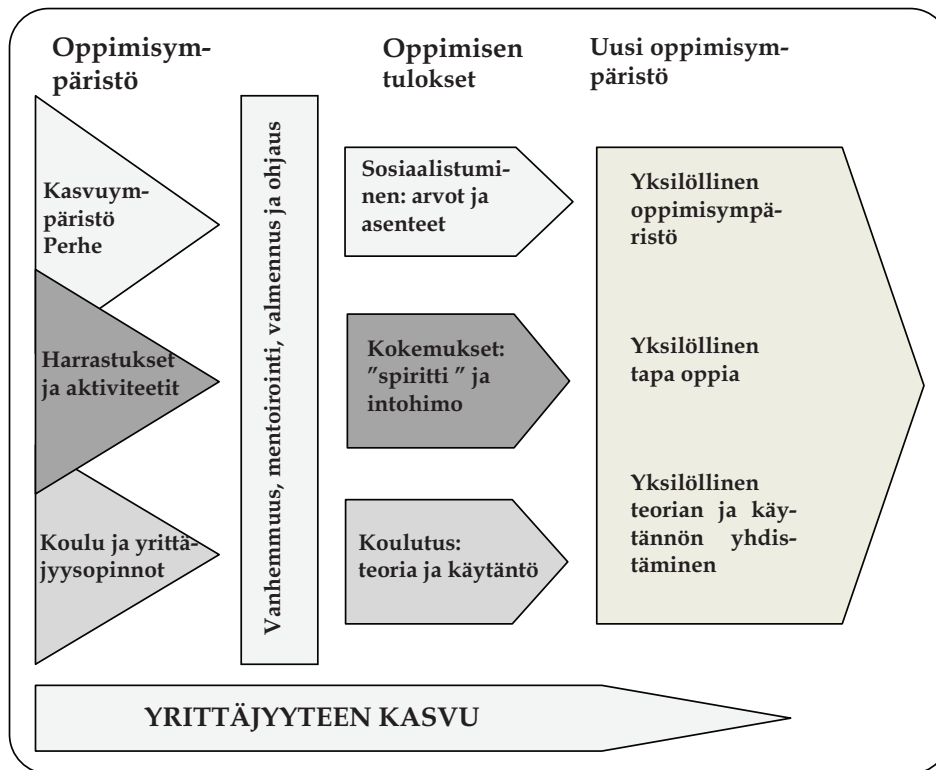 Oppimisym-
päristö
Kasvuym-
päristö
Perhe
Harrastukset
ja aktiviteetit
Koulu ja yrittä-
jyysopinnot
Vanhemmuus, mentoirointi, valmennus ja ohjaus
Oppimisen
tulokset
Sosiaalistumi-
nen: arvot ja
asenteet
Kokemukset:
”spiritti ” ja
intohimo
Koulutus:
teoria ja käytäntö
Uusi oppimisym-
päristö
Yksilöllinen
oppimisympä-
ristö
Yksilöllinen
tapa oppia
Yksilöllinen
teorian ja käy-
tännön yhdis-
täminen
YRITTÄJYYTEEN KASVU